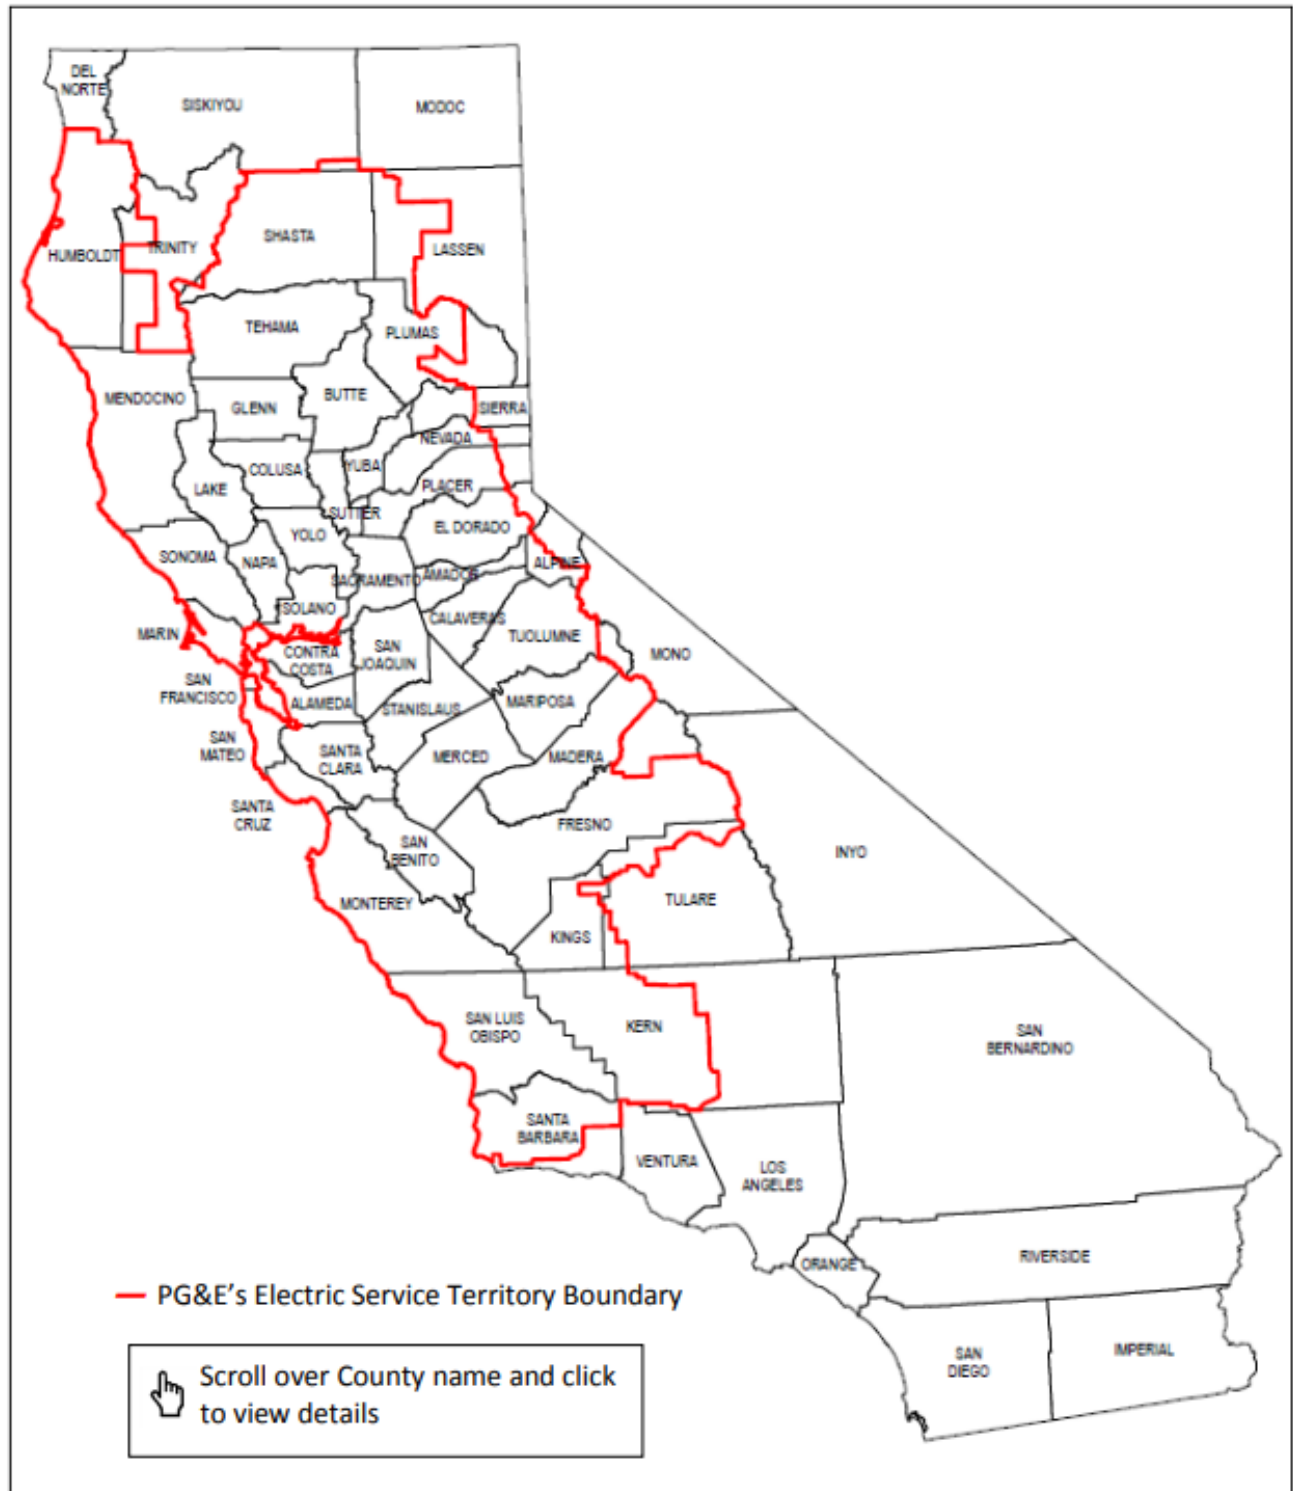 DEL
NORTE
SISKIYOU
MODOC
HUMBOLDT
TRINITY
SHASTA
LASSEN
TEHAMA
PLUMAS
MENDOCINO
GLENN
BUTTE
SIERRA
NEVADA
COLUSA
YUBA
LAKE
PLACER
SUTTER
YOLO
EL DORADO
SONOMA
NAPA
ALPINE
SACRAMENTO
AMADOR
SOLANO
CALAVERAS
MARIN
TUOLUMNE
CONTRA
COSTA
SAN
JOAQUIN
MONO
SAN
FRANCISCO
ALAMEDA
STANISLAUS
MARIPOSA
SAN
MATEO
SANTA
CLARA
MERCED
MADERA
SANTA
CRUZ
FRESNO
SAN
BENITO
INYO
MONTEREY
TULARE
KINGS
SAN LUIS
OBISPO
KERN
SAN
BERNARDINO
SANTA
BARBARA
VENTURA
LOS
ANGELES
ORANGE
RIVERSIDE
PG&E’s Electric Service Territory Boundary
SAN
DIEGO
IMPERIAL
Scroll over County name and click
to view details